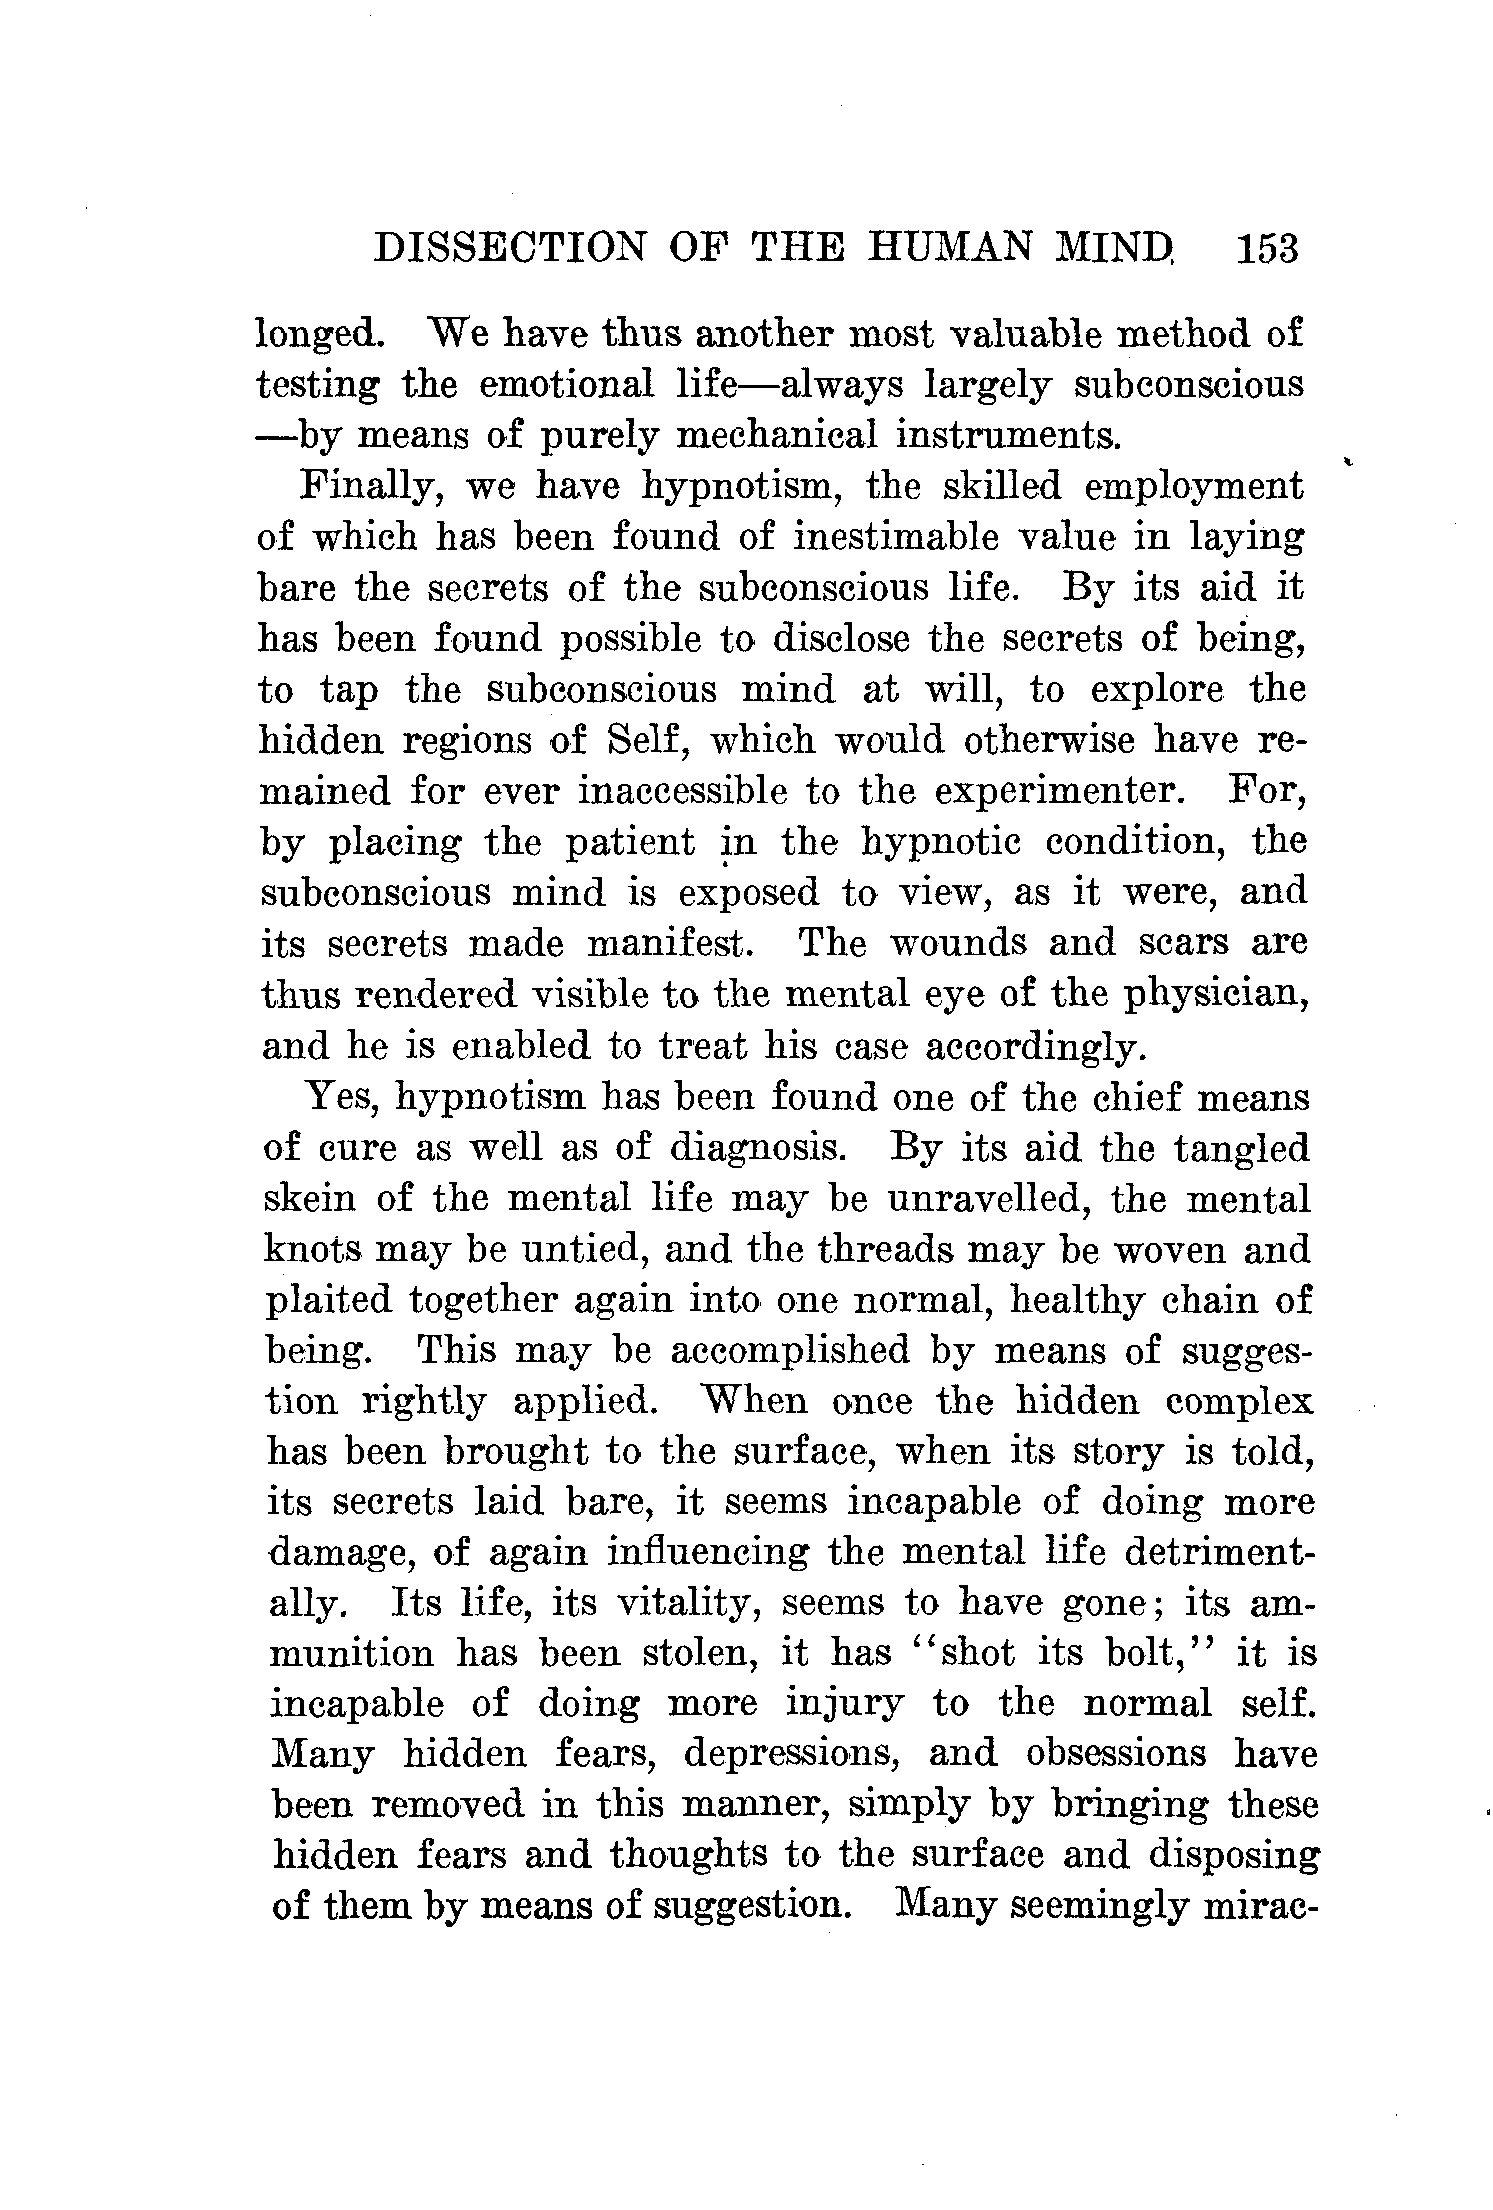 DISSECTION OF THE HUMAN MIND 153
longed. We have thus another most valuable method of
testing the emotional life—always largely subconscious
—by means of purely mechanical instruments.
Finally, we have hypnotism, the skilled employment
of which has been found of inestimable value in laying
bare the secrets of the subconscious life. By its aid it
has been found possible to disclose the secrets of being,
to tap the subconscious mind at will, to explore the
hidden regions of Self, which would otherwise have re-
mained for ever inaccessible to the experimenter. For,
by placing the patient in the hypnotic condition, the
subconscious mind is exposed to view, as it were, and
its secrets made manifest. The wounds and scars are
thus rendered visible to the mental eye of the physician,
and he is enabled to treat his case accordingly.
Yes, hypnotism has been found one of the chief means
of cure as well as of diagnosis. By its aid the tangled
skein of the mental life may be unravelled, the mental
knots may be untied, and the threads may be woven and
plaited together again into one normal, healthy chain of
being. This may be accomplished by means of sugges-
tion rightly applied. When once the hidden complex
has been brought to the surface, when its story is told,
its secrets laid bare, it seems incapable of doing more
damage, of again influencing the mental life detriment-
ally. Its life, its vitality, seems to have gone; its am-
munition has been stolen, it has "shot its bolt," it is
incapable of doing more injury to the normal self.
Many hidden fears, depressions, and obsessions have
been removed in this manner, simply by bringing these
hidden fears and thoughts to the surface and disposing
of them by means of suggestion. Many seemingly mirac-